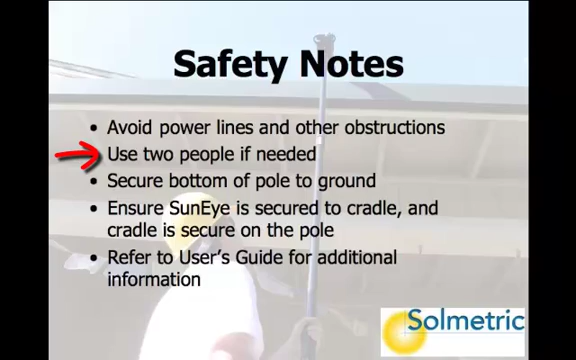 Safety Notes
• Avoid power lines and other obstructions
Use two people if needed
• Secure bottom of pole to ground
• Ensure SunEye is secured to cradle, and
cradle is secure on the pole
• Refer to User's Guide for additional
information
Solmetric